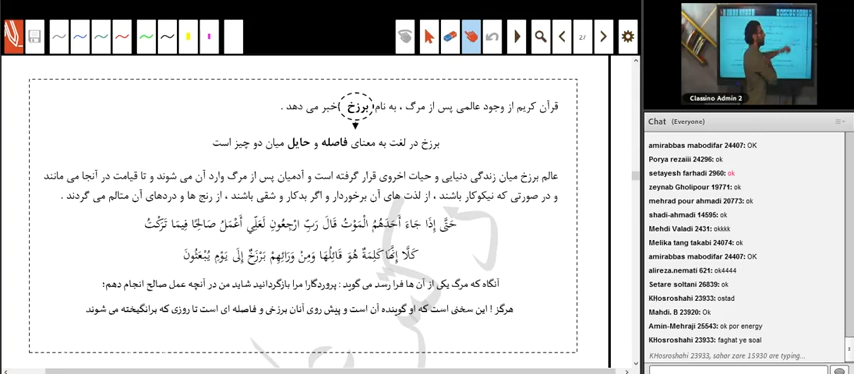 27
Classino Admin 2
قرآن کریم از وجود عالمی پس از مرگ ، به نام برزخ خبر می دهد .
برزخ در لغت به معنای فاصله و حایل میان دو چیز است
عالم برزخ میان زندگی دنیایی و حیات اخروی قرار گرفته است و آدمیان پس از مرگ وارد آن می شوند و تا قیامت در آنجا می مانند
و در صورتی که نیکوکار باشند ، از لذت های آن برخوردار و اگر بدکار و شقی باشند ، از رنج ها و دردهای آن متالم می گردند .
حَتَّى إِذَا جَاءَ أَحَدَهُمُ الْمَوْتُ قَالَ رَبِّ ارْجِعُونِ لَعَلِّي أَعْمَلُ صَالِحًا فِيمَا تَرَكْتُ
كَلَّا إِنَّهَا كَلِمَةٌ هُوَ قَائِلُهَا وَمِنْ وَرَائِهِمْ بَرْزَخٌ إِلَى يَوْمِ يُبْعَثُونَ
آنگاه که مرگ یکی از آن ها فرا رسد می گوید : پروردگارا مرا بازگردانید شاید من در آنچه عمل صالح انجام دهم؛
هرگز ! این سخنی است که او گوینده آن است و پیش روی آنان برزخی و فاصله ای است تا روزی که برانگیخته می شوند
Chat (Everyone)
amirabbas mabodifar 24407: OK
Porya rezaiii 24296: ok
setayesh farhadi 2960: ok
zeynab Gholipour 19771: ok
mehrad pour ahmadi 20773: ok
shadi-ahmadi 14595: ok
Mehdi Valadi 2431: okkkk
Melika tang takabi 24074: ok
amirabbas mabodifar 24407: OK
alireza.nemati 621: ok4444
Setare soltani 26839: ok
KHosroshahi 23933: ostad
Mahdi. B 23920: Ok
Amin-Mehraji 25543: ok por energy
KHosroshahi 23933: faghat ye soal
KHosroshahi 23933, sahar zare 15930 are typing...